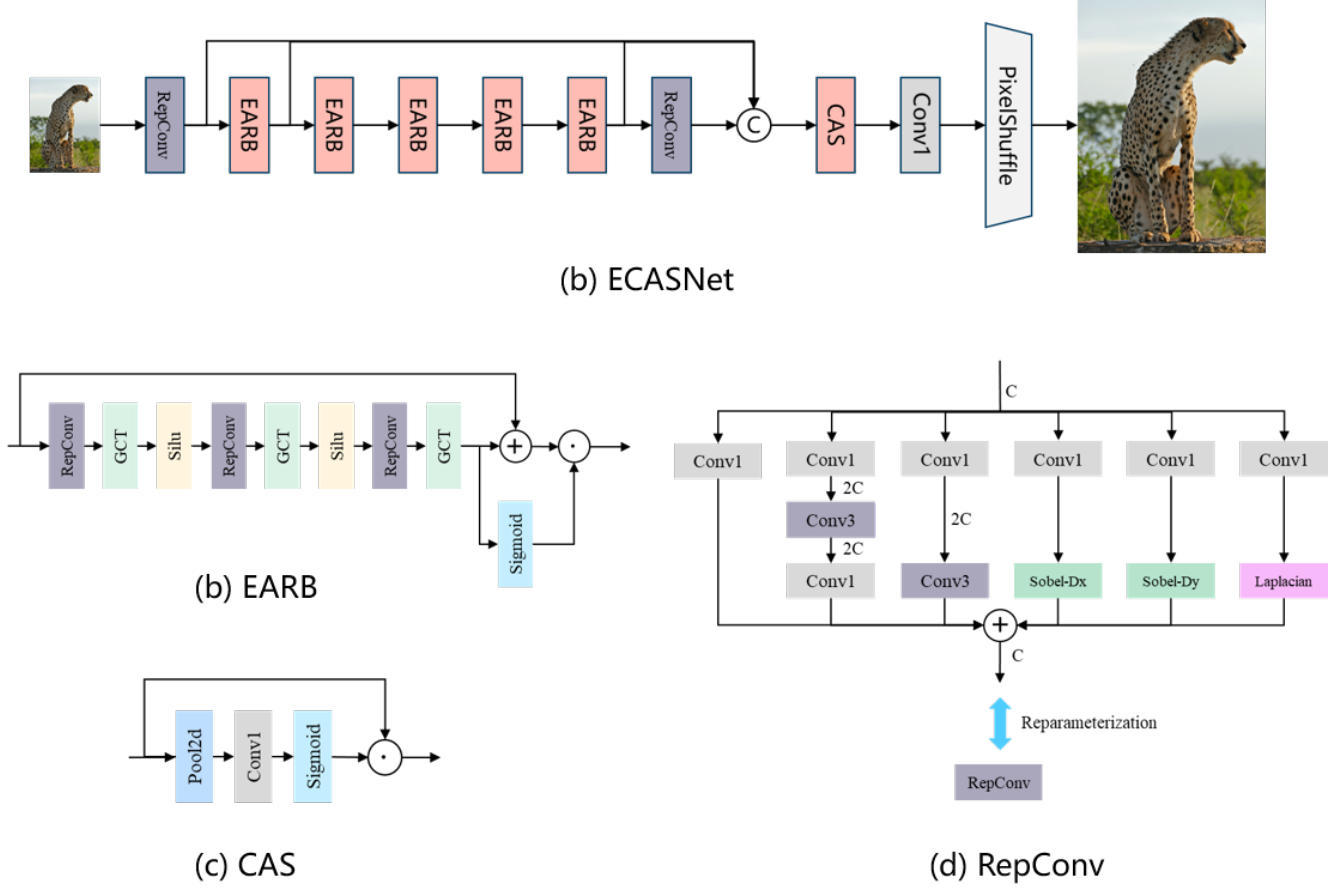 RepConv
EARB
EARB
EARB
EARB
EARB
RepConv
C
CAS
Conv1
PixelShuffle
(b) ECASNet
RepConv
GCT
Silu
RepConv
GCT
Silu
RepConv
GCT
Sigmoid
(b) EARB
Pool2d
Conv1
Sigmoid
(c) CAS
C
Conv1
Conv1
Conv1
Conv1
Conv1
Conv1
2C
Conv3
2C
2C
Conv1
Conv3
Sobel-Dx
Sobel-Dy
Laplacian
C
Reparameterization
RepConv
(d) RepConv